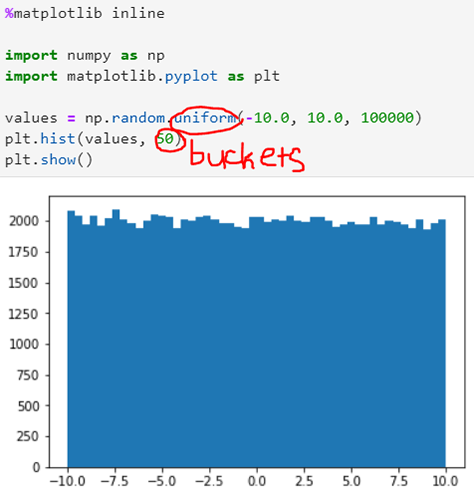 %matplotlib inline
import numpy as np
import matplotlib.pyplot as plt
values = np.random.uniform(-10.0, 10.0, 100000)
plt.hist(values, 50)
plt.show()
buckets
2000
1750
1500
1250
1000
750
500
250
0
−10.0 −7.5 −5.0 −2.5 0.0 2.5 5.0 7.5 10.0